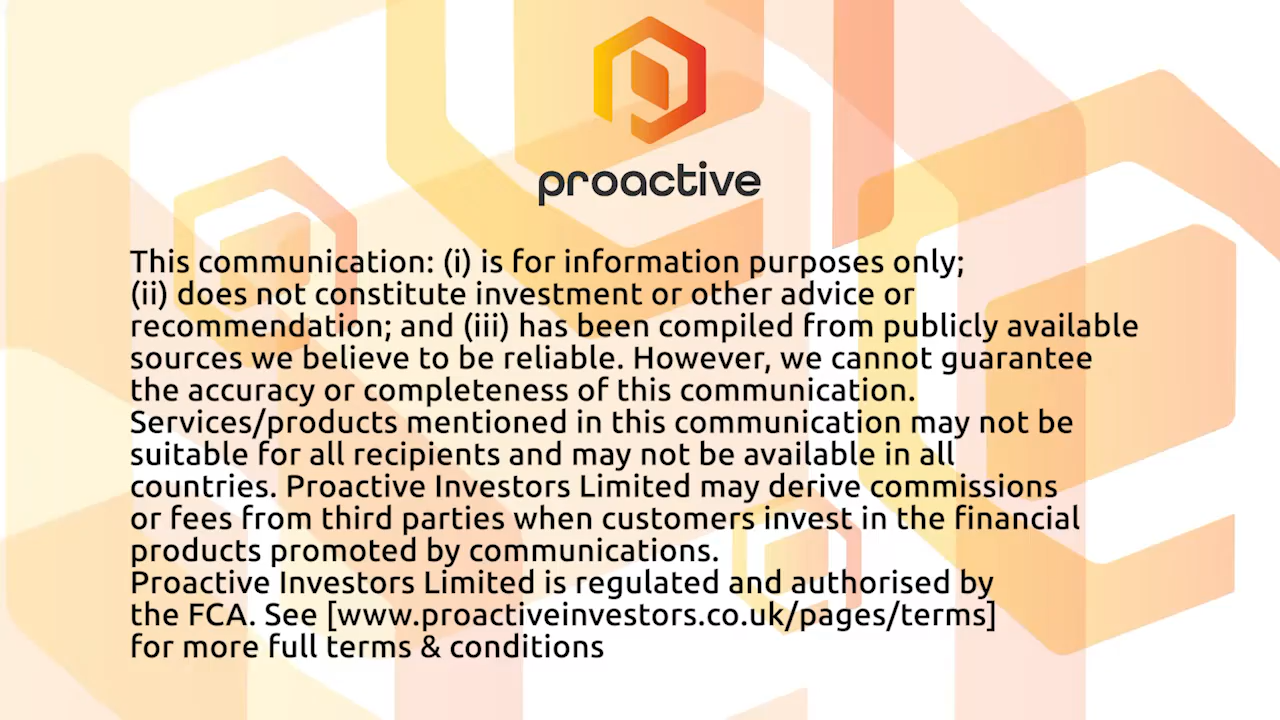 proactive
This communication: (i) is for information purposes only;
(ii) does not constitute investment or other advice or
recommendation; and (iii) has been compiled from publicly available
sources we believe to be reliable. However, we cannot guarantee
the accuracy or completeness of this communication.
Services/products mentioned in this communication may not be
suitable for all recipients and may not be available in all
countries. Proactive Investors Limited may derive commissions
or fees from third parties when customers invest in the financial
products promoted by communications.
Proactive Investors Limited is regulated and authorised by
the FCA. See [www.proactiveinvestors.co.uk/pages/terms]
for more full terms & conditions